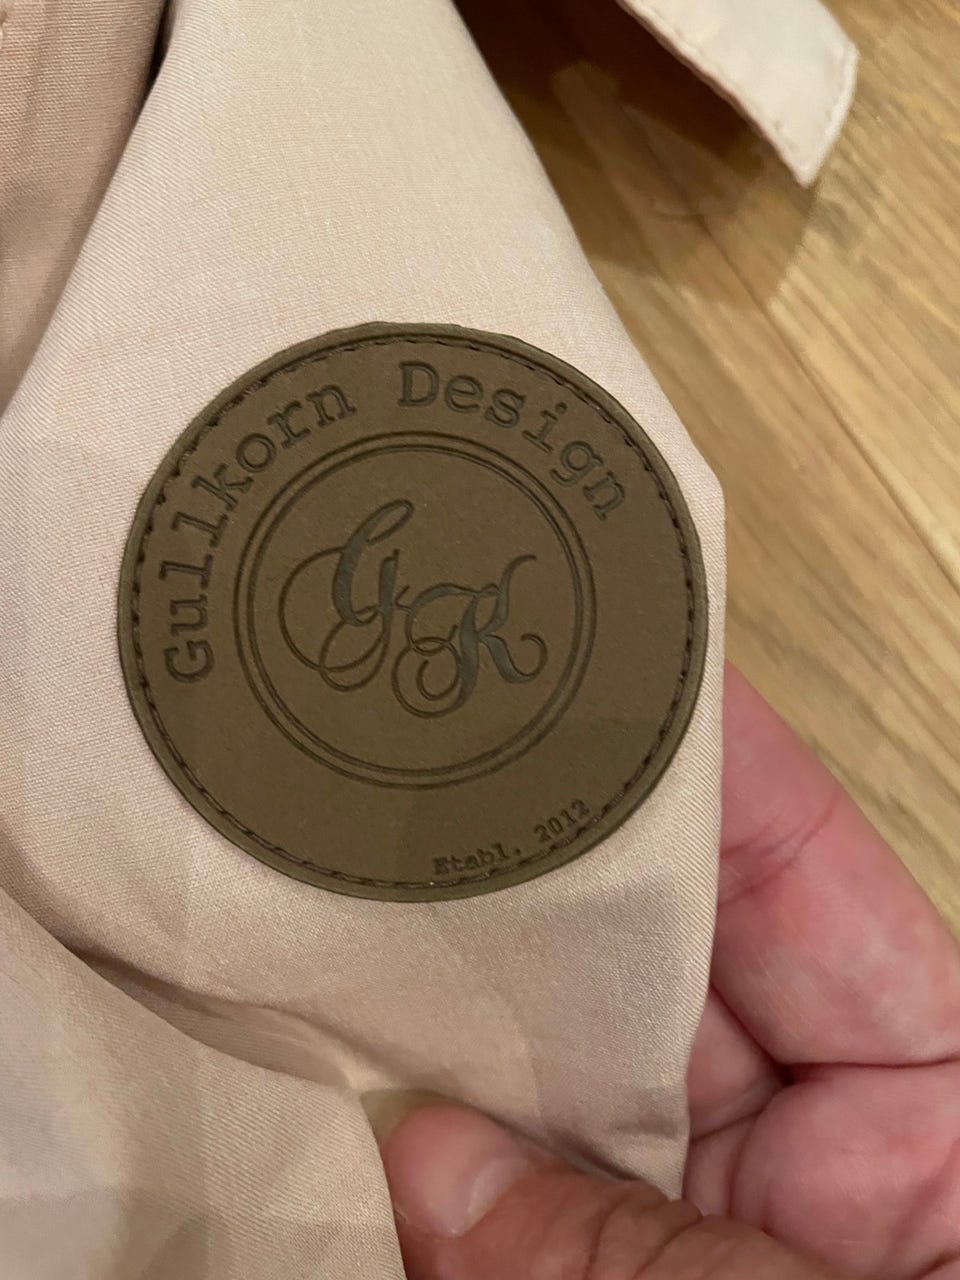 Gullkorn Design
GK
Etabl. 2012